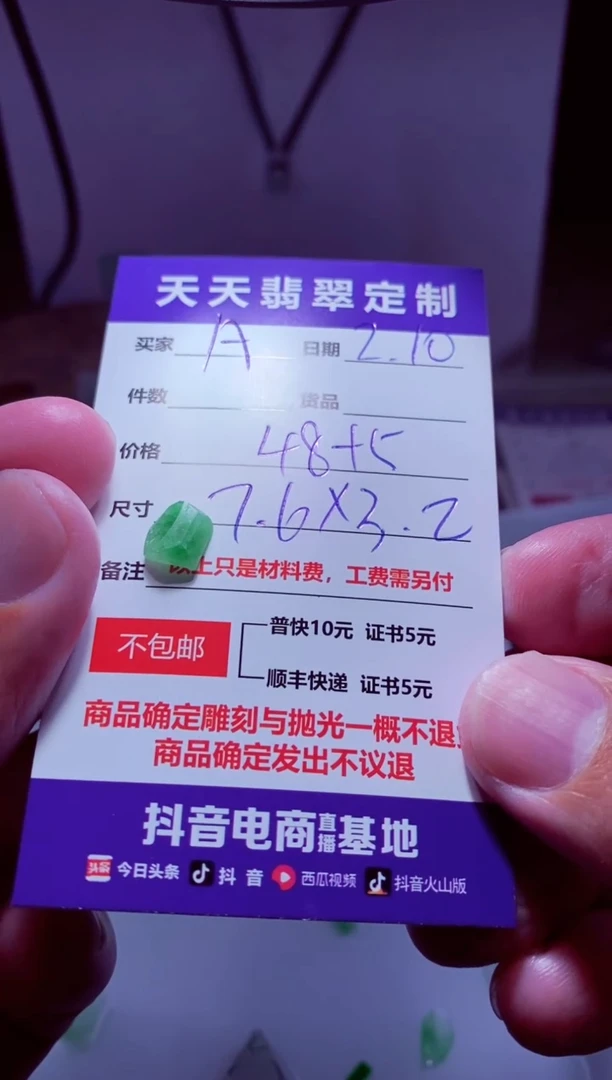 天天翡翠定制
买家 A 日期 2.10
件数 货品
价格 48+5
尺寸 7.6×3.2
备注 以上只是材料费，工费需另付
不包邮
普快10元 证书5元
顺丰快递 证书5元
商品确定雕刻与抛光一概不退
商品确定发出不议退
抖音电商直播基地
头条 今日头条 抖音 西瓜视频 抖音火山版